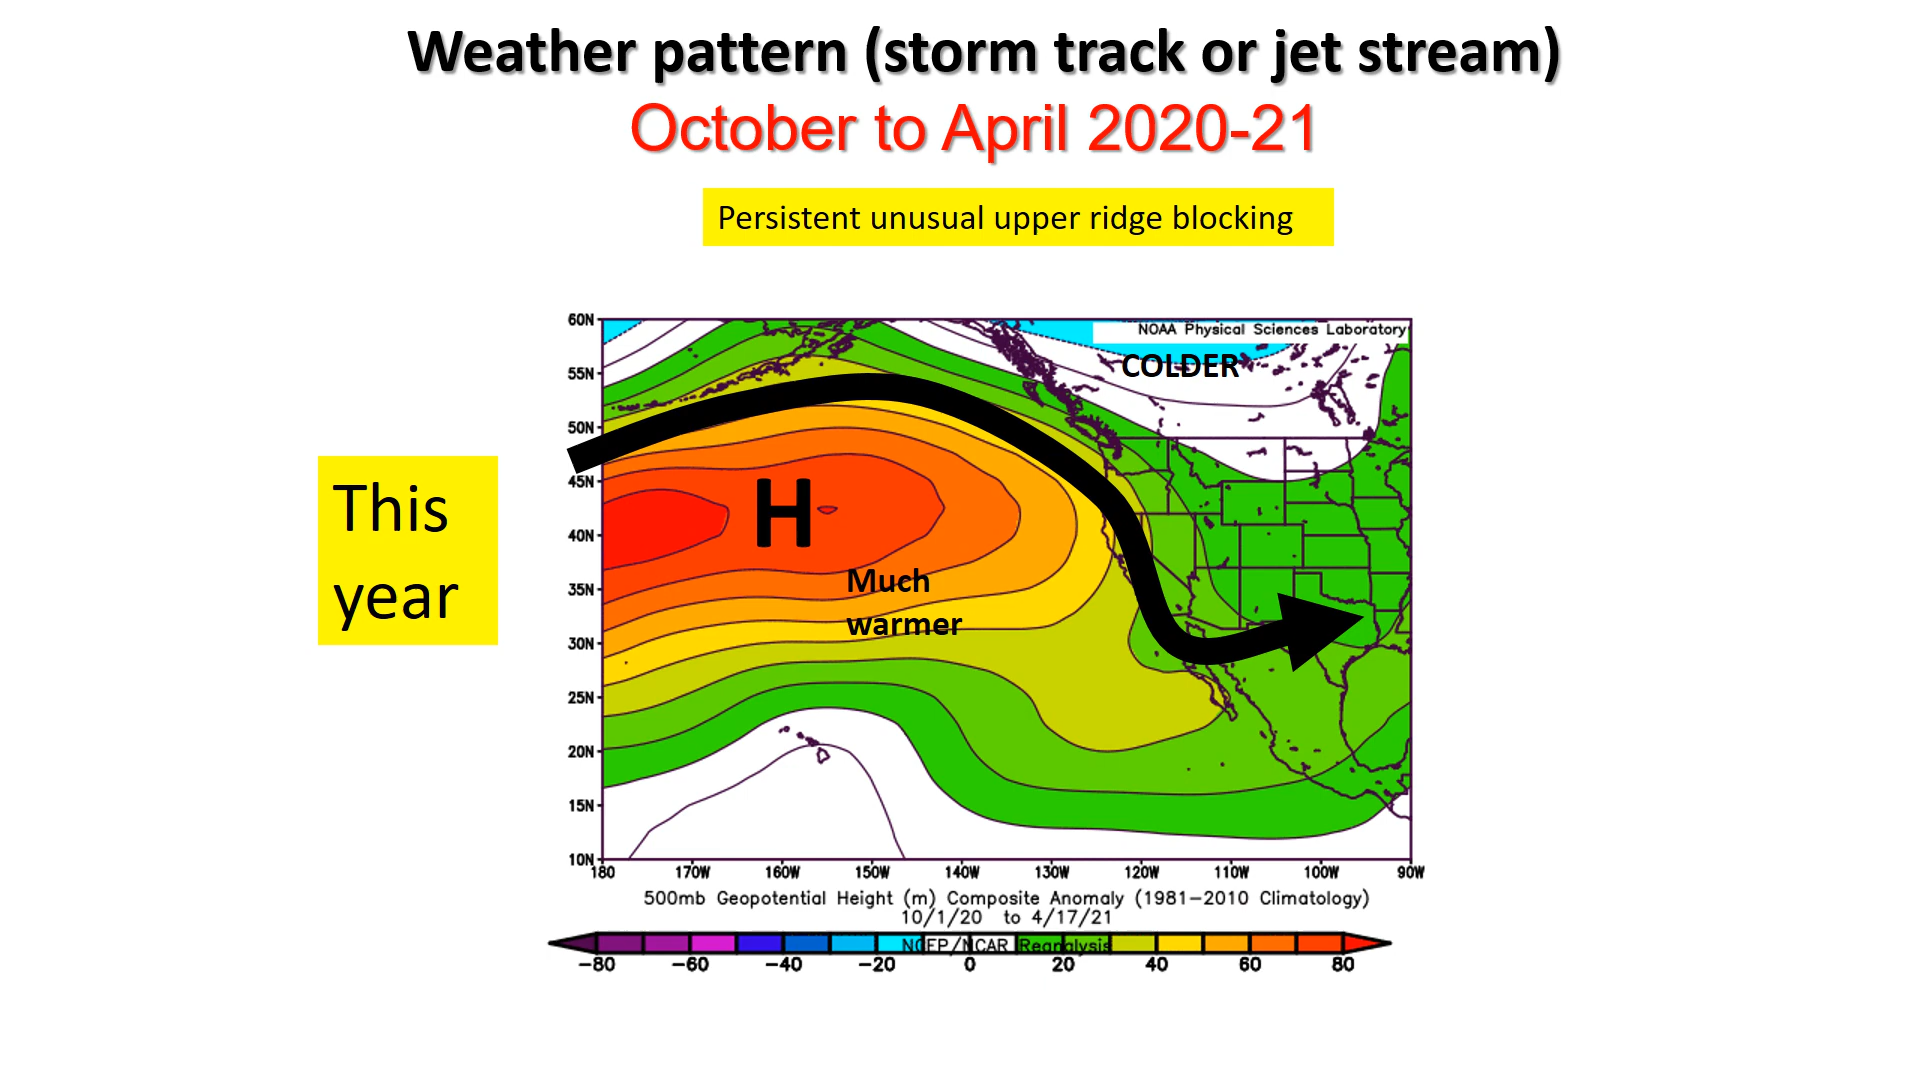 Weather pattern (storm track or jet stream)
October to April 2020-21
Persistent unusual upper ridge blocking
This
year
60N
55N
50N
45N
40N
35N
30N
25N
20N
15N
10N
NOAA Physical Sciences Laboratory
COLDER
H
Much
warmer
180 170W 160W 150W 140W 130W 120W 110W 100W 90W
500mb Geopotential Height (m) Composite Anomaly (1981–2010 Climatology)
10/1/20 to 4/17/21
NCEP/NCAR Reanalysis
−80 −60 −40 −20 0 20 40 60 80